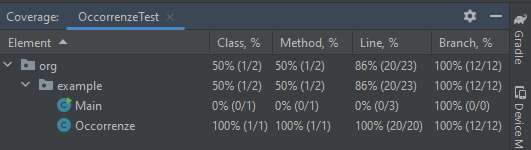 Coverage: OccorrenzeTest
Element Class, % Method, % Line, % Branch, %
org 50% (1/2) 50% (1/2) 86% (20/23) 100% (12/12)
example 50% (1/2) 50% (1/2) 86% (20/23) 100% (12/12)
Main 0% (0/1) 0% (0/1) 0% (0/3) 100% (0/0)
Occorrenze 100% (1/1) 100% (1/1) 100% (20/20) 100% (12/12)
Gradle
Device M